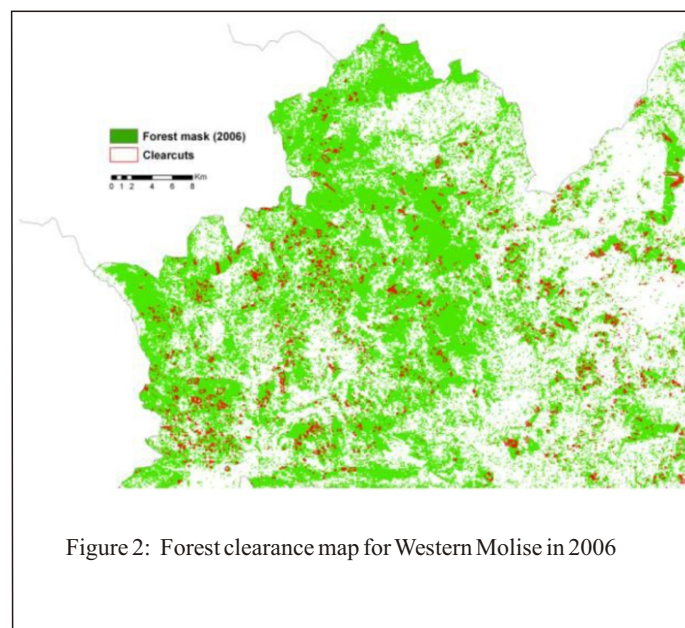 Forest mask (2006)
Clearcuts
Km
0 1 2 4 6 8
Figure 2: Forest clearance map for Western Molise in 2006